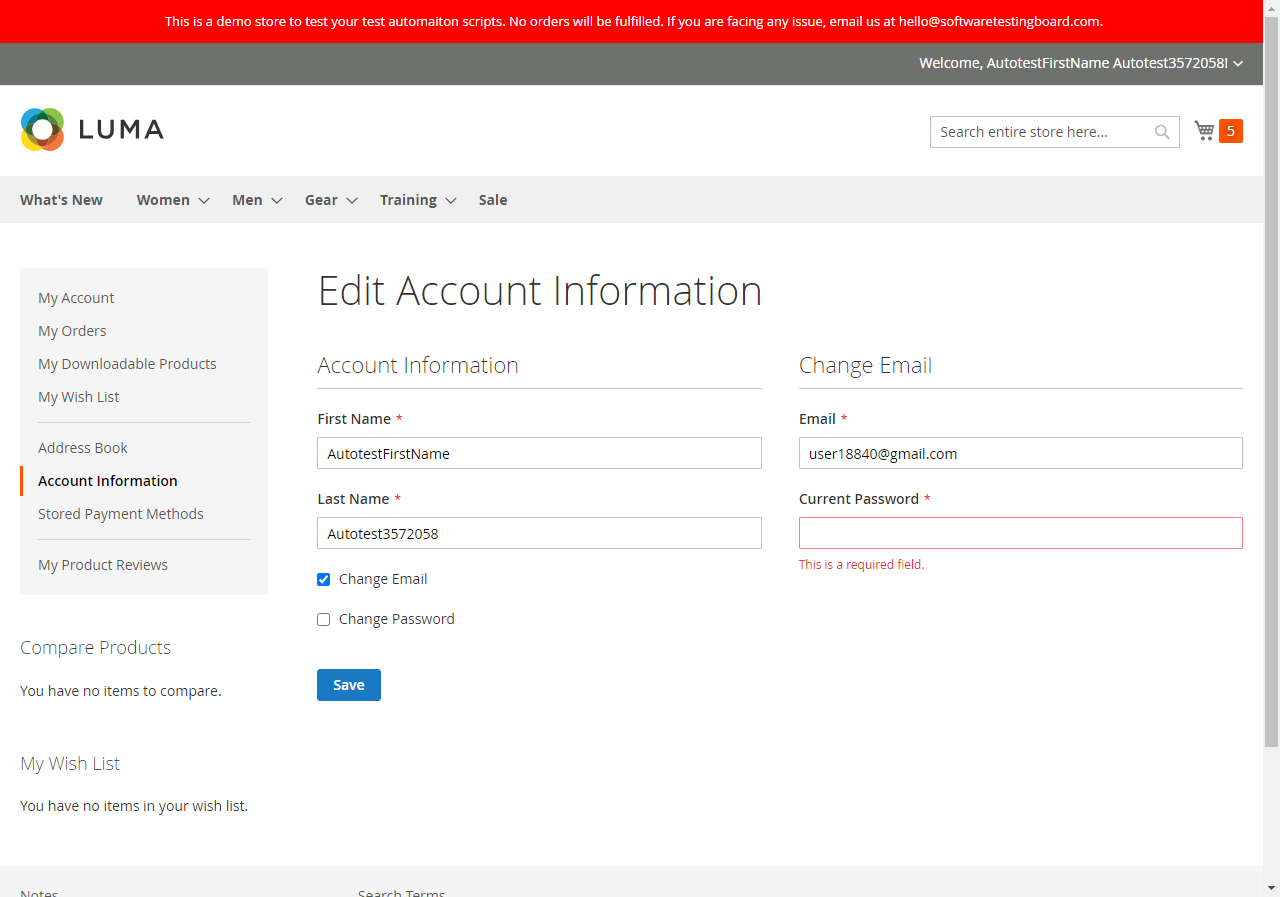 This is a demo store to test your test automaiton scripts. No orders will be fulfilled. If you are facing any issue, email us at hello@softwaretestingboard.com.
Welcome, AutotestFirstName Autotest3572058!
LUMA
Search entire store here...
5
What's New
Women
Men
Gear
Training
Sale
My Account
My Orders
My Downloadable Products
My Wish List
Address Book
Account Information
Stored Payment Methods
My Product Reviews
Compare Products
You have no items to compare.
My Wish List
You have no items in your wish list.
Edit Account Information
Account Information
First Name *
AutotestFirstName
Last Name *
Autotest3572058
Change Email
Change Password
Save
Change Email
Email *
user18840@gmail.com
Current Password *
This is a required field.
Notes
Search Terms